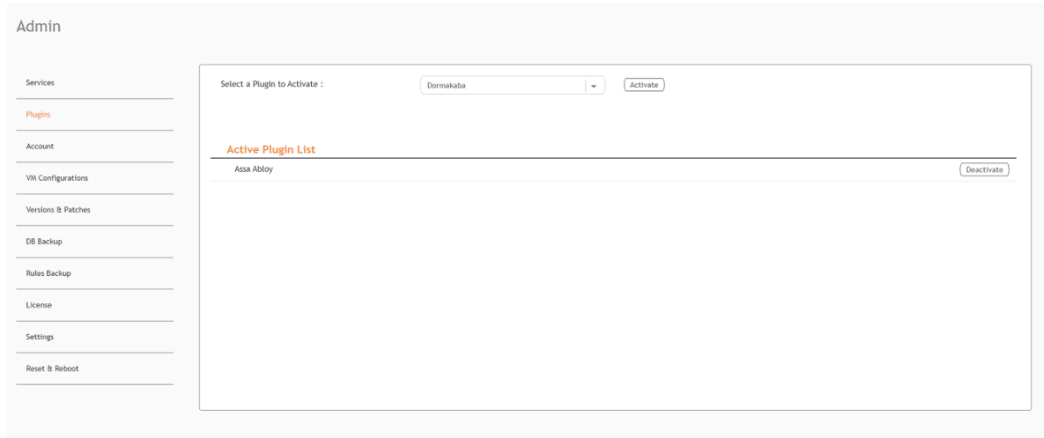 Admin
Services
Plugins
Account
VM Configurations
Versions & Patches
DB Backup
Rules Backup
License
Settings
Reset & Reboot
Select a Plugin to Activate : Dormakaba Activate
Active Plugin List
Assa Abloy Deactivate